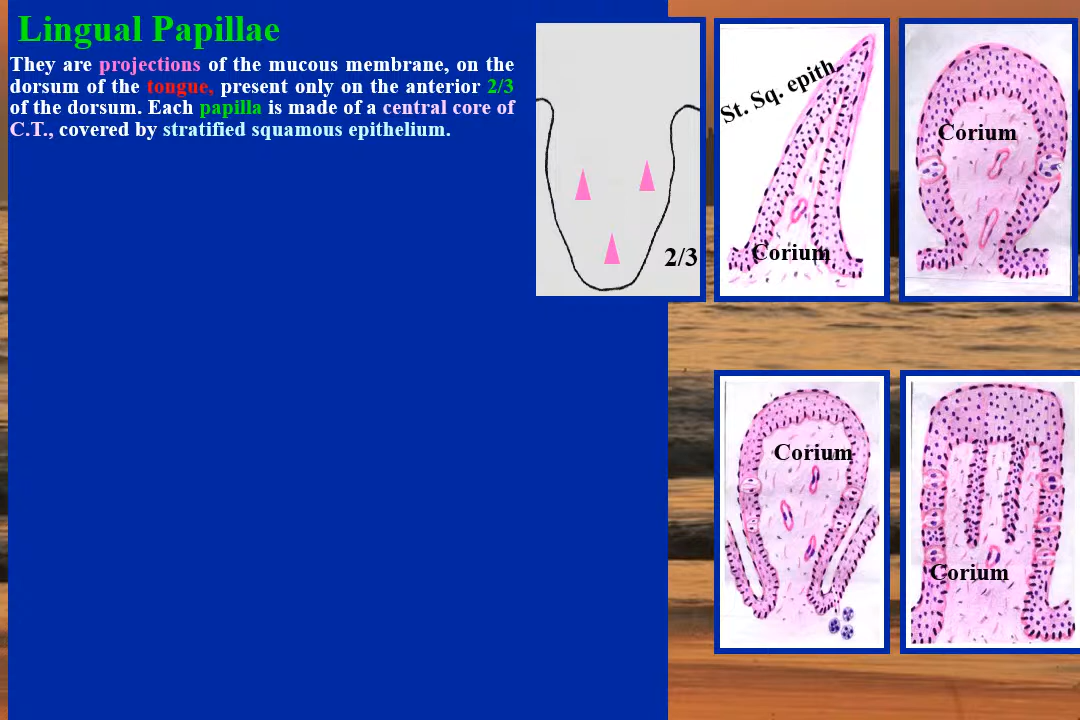 Lingual Papillae
They are projections of the mucous membrane, on the
dorsum of the tongue, present only on the anterior 2/3
of the dorsum. Each papilla is made of a central core of
C.T., covered by stratified squamous epithelium.
2/3
St. Sq. epith.
Corium
Corium
Corium
Corium